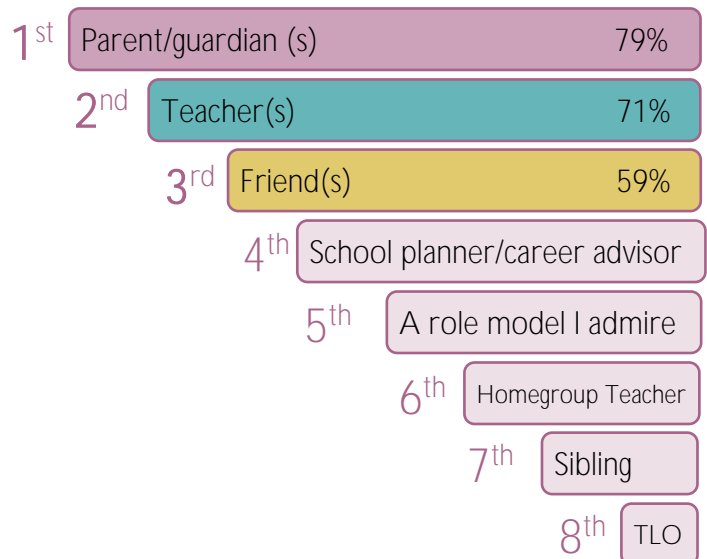 1st Parent/guardian (s) 79%
2nd Teacher(s) 71%
3rd Friend(s) 59%
4th School planner/career advisor
5th A role model I admire
6th Homegroup Teacher
7th Sibling
8th TLO